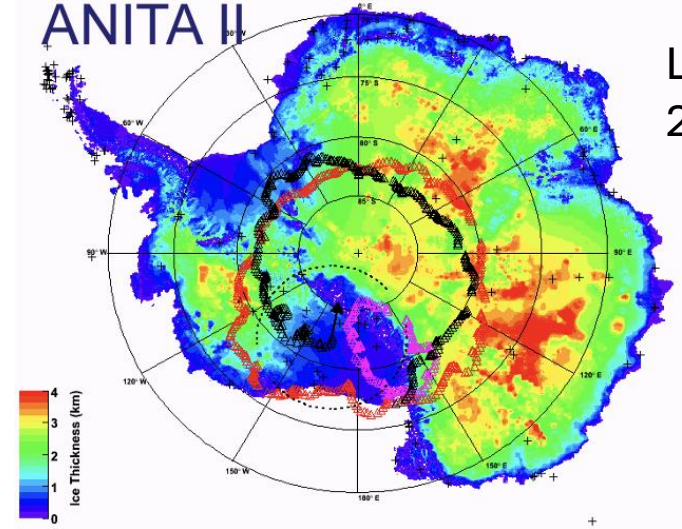 ANITA II
L
2
0° E
30° W
75° S
60° W
60° E
80° S
85° S
90° W
90° E
120° W
120° E
150° W
150° E
180° E
4
3
2
1
0
Ice Thickness (km)